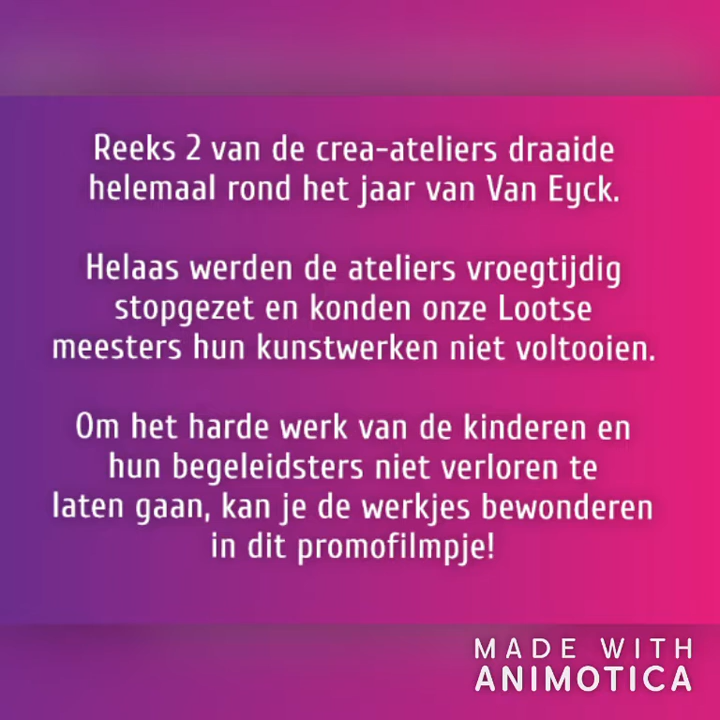 Reeks 2 van de crea-ateliers draaide
helemaal rond het jaar van Van Eyck.
Helaas werden de ateliers vroegtijdig
stopgezet en konden onze Lootse
meesters hun kunstwerken niet voltooien.
Om het harde werk van de kinderen en
hun begeleidsters niet verloren te
laten gaan, kan je de werkjes bewonderen
in dit promofilmpje!
MADE WITH
ANIMOTICA